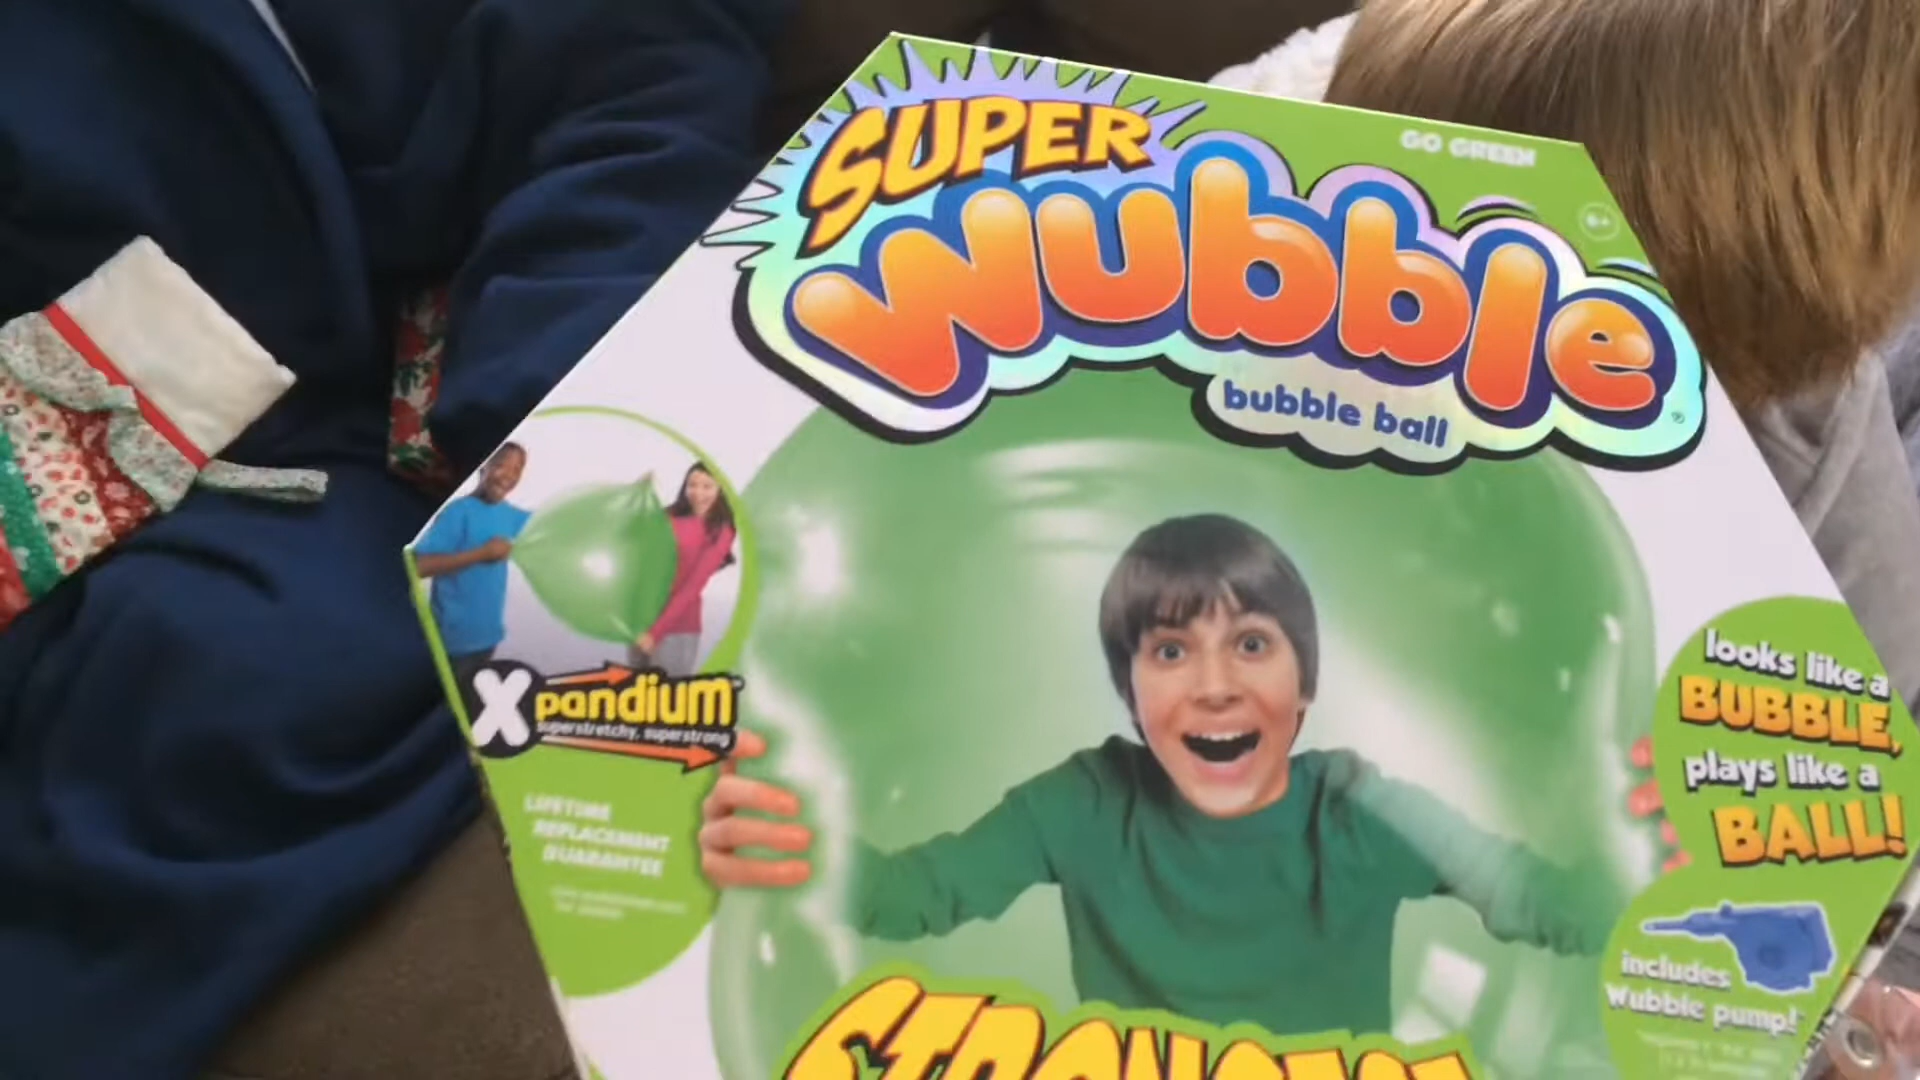 SUPER
GO GREEN
Wubble
6+
bubble ball
Xpandium
superstretchy, superstrong
LIFETIME
REPLACEMENT
GUARANTEE
looks like a
BUBBLE,
plays like a
BALL!
includes
Wubble pump!